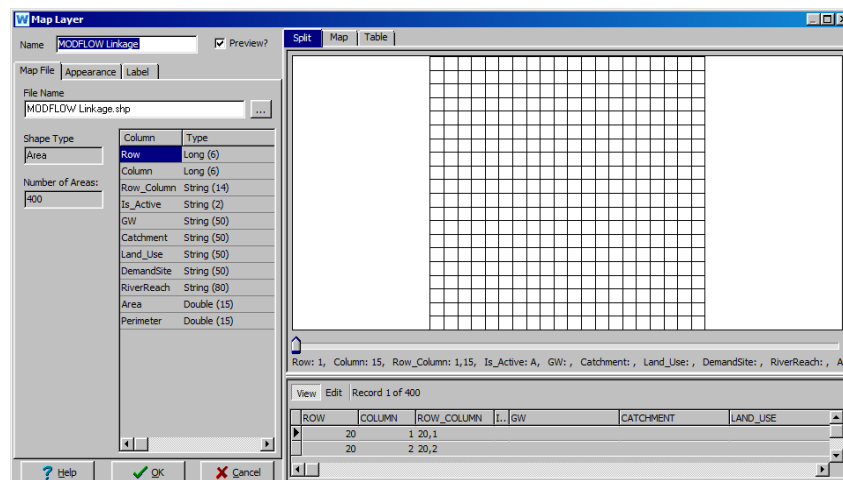 Map Layer
Name MODFLOW Linkage Preview?
Map File Appearance Label
File Name
MODFLOW Linkage.shp ...
Shape Type
Area
Number of Areas:
400
Column Type
Row Long (6)
Column Long (6)
Row_Column String (14)
Is_Active String (2)
GW String (50)
Catchment String (50)
Land_Use String (50)
DemandSite String (50)
RiverReach String (80)
Area Double (15)
Perimeter Double (15)
? Help OK Cancel
Split Map Table
Row: 1, Column: 15, Row_Column: 1,15, Is_Active: A, GW: , Catchment: , Land_Use: , DemandSite: , RiverReach: , A
View Edit Record 1 of 400
ROW COLUMN ROW_COLUMN I.. GW CATCHMENT LAND_USE
20 1 20,1
20 2 20,2